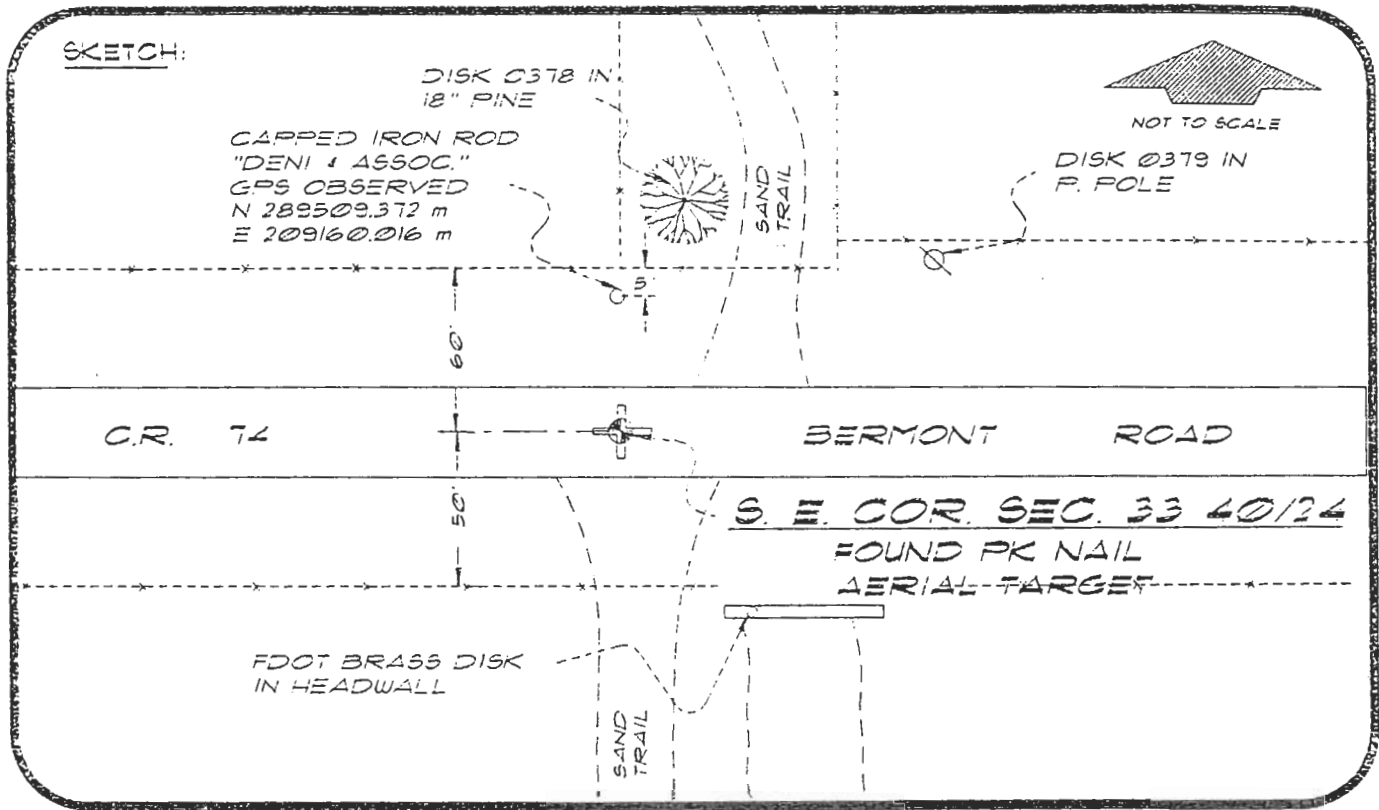 SKETCH:
DISK 0378 IN
18" PINE
CAPPED IRON ROD
"DENI & ASSOC."
GPS OBSERVED
N 289509.372 m
E 209160.016 m
NOT TO SCALE
DISK 0379 IN
P. POLE
SAND
TRAIL
5'
60'
C.R. 74
BERMONT ROAD
50'
S. E. COR. SEC. 33 40/24
FOUND PK NAIL
AERIAL TARGET
FDOT BRASS DISK
IN HEADWALL
SAND
TRAIL